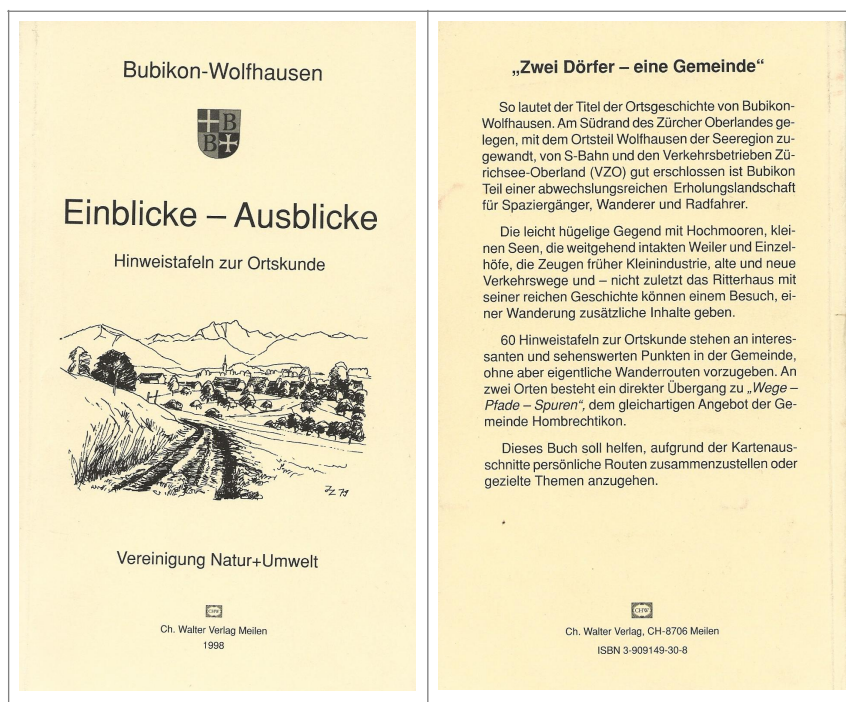 Bubikon-Wolfhausen
B
B
Einblicke – Ausblicke
Hinweistafeln zur Ortskunde
Vereinigung Natur+Umwelt
CHW
Ch. Walter Verlag Meilen
1998
„Zwei Dörfer – eine Gemeinde“
So lautet der Titel der Ortsgeschichte von Bubikon-
Wolfhausen. Am Südrand des Zürcher Oberlandes ge-
legen, mit dem Ortsteil Wolfhausen der Seeregion zu-
gewandt, von S-Bahn und den Verkehrsbetrieben Zü-
richsee-Oberland (VZO) gut erschlossen ist Bubikon
Teil einer abwechslungsreichen Erholungslandschaft
für Spaziergänger, Wanderer und Radfahrer.
Die leicht hügelige Gegend mit Hochmooren, klei-
nen Seen, die weitgehend intakten Weiler und Einzel-
höfe, die Zeugen früher Kleinindustrie, alte und neue
Verkehrswege und – nicht zuletzt das Ritterhaus mit
seiner reichen Geschichte können einem Besuch, ei-
ner Wanderung zusätzliche Inhalte geben.
60 Hinweistafeln zur Ortskunde stehen an interes-
santen und sehenswerten Punkten in der Gemeinde,
ohne aber eigentliche Wanderrouten vorzugeben. An
zwei Orten besteht ein direkter Übergang zu „Wege –
Pfade – Spuren“, dem gleichartigen Angebot der Ge-
meinde Hombrechtikon.
Dieses Buch soll helfen, aufgrund der Kartenaus-
schnitte persönliche Routen zusammenzustellen oder
gezielte Themen anzugehen.
CHW
Ch. Walter Verlag, CH-8706 Meilen
ISBN 3-909149-30-8